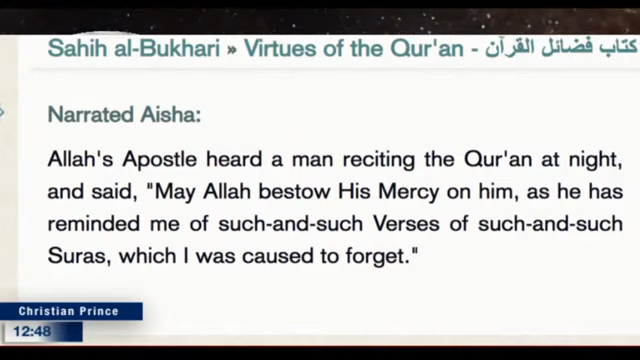 Sahih al-Bukhari » Virtues of the Qur'an - كتاب فضائل القرآن
Narrated Aisha:
Allah's Apostle heard a man reciting the Qur'an at night,
and said, "May Allah bestow His Mercy on him, as he has
reminded me of such-and-such Verses of such-and-such
Suras, which I was caused to forget."
Christian Prince
12:48